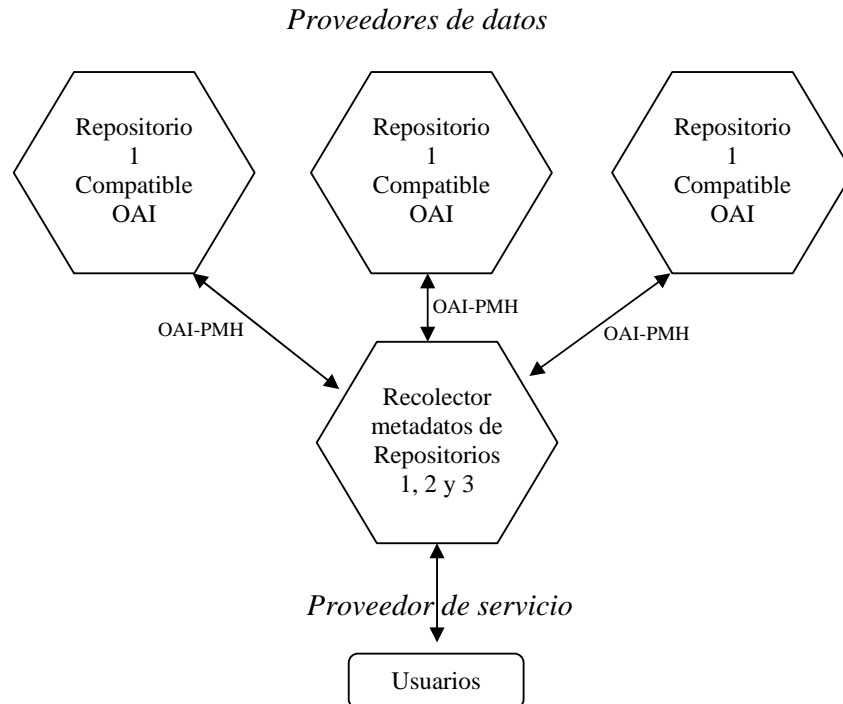 Proveedores de datos
Repositorio
1
Compatible
OAI
Repositorio
1
Compatible
OAI
Repositorio
1
Compatible
OAI
OAI-PMH
OAI-PMH
OAI-PMH
Recolector
metadatos de
Repositorios
1, 2 y 3
Proveedor de servicio
Usuarios